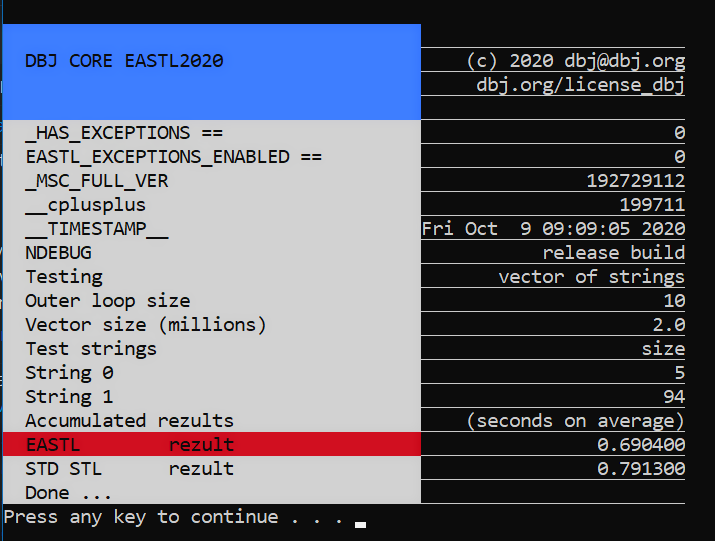 DBJ CORE EASTL2020 (c) 2020 dbj@dbj.org
dbj.org/license_dbj
_HAS_EXCEPTIONS == 0
EASTL_EXCEPTIONS_ENABLED == 0
_MSC_FULL_VER 192729112
__cplusplus 199711
__TIMESTAMP__ Fri Oct  9 09:09:05 2020
NDEBUG release build
Testing vector of strings
Outer loop size 10
Vector size (millions) 2.0
Test strings size
String 0 5
String 1 94
Accumulated rezults (seconds on average)
EASTL rezult 0.690400
STD STL rezult 0.791300
Done ...
Press any key to continue . . .